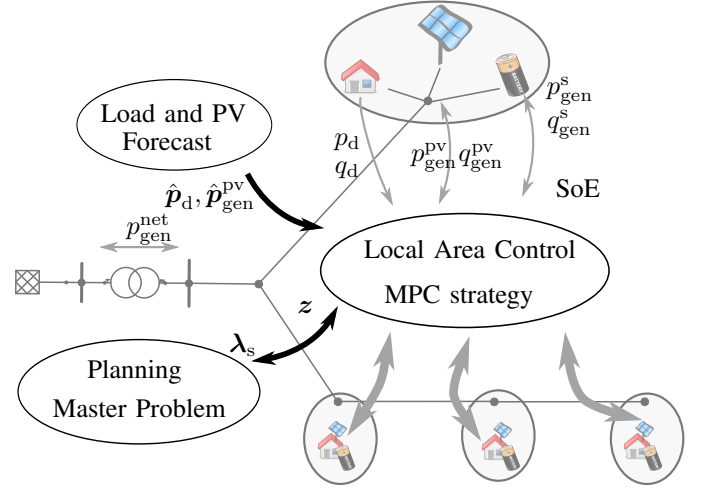 p_gen^s
q_gen^s
Load and PV
Forecast
p_d
q_d
p_gen^pv q_gen^pv
SoE
p̂_d, p̂_gen^pv
p_gen^net
Local Area Control
MPC strategy
z
λ_s
Planning
Master Problem
BATTERY